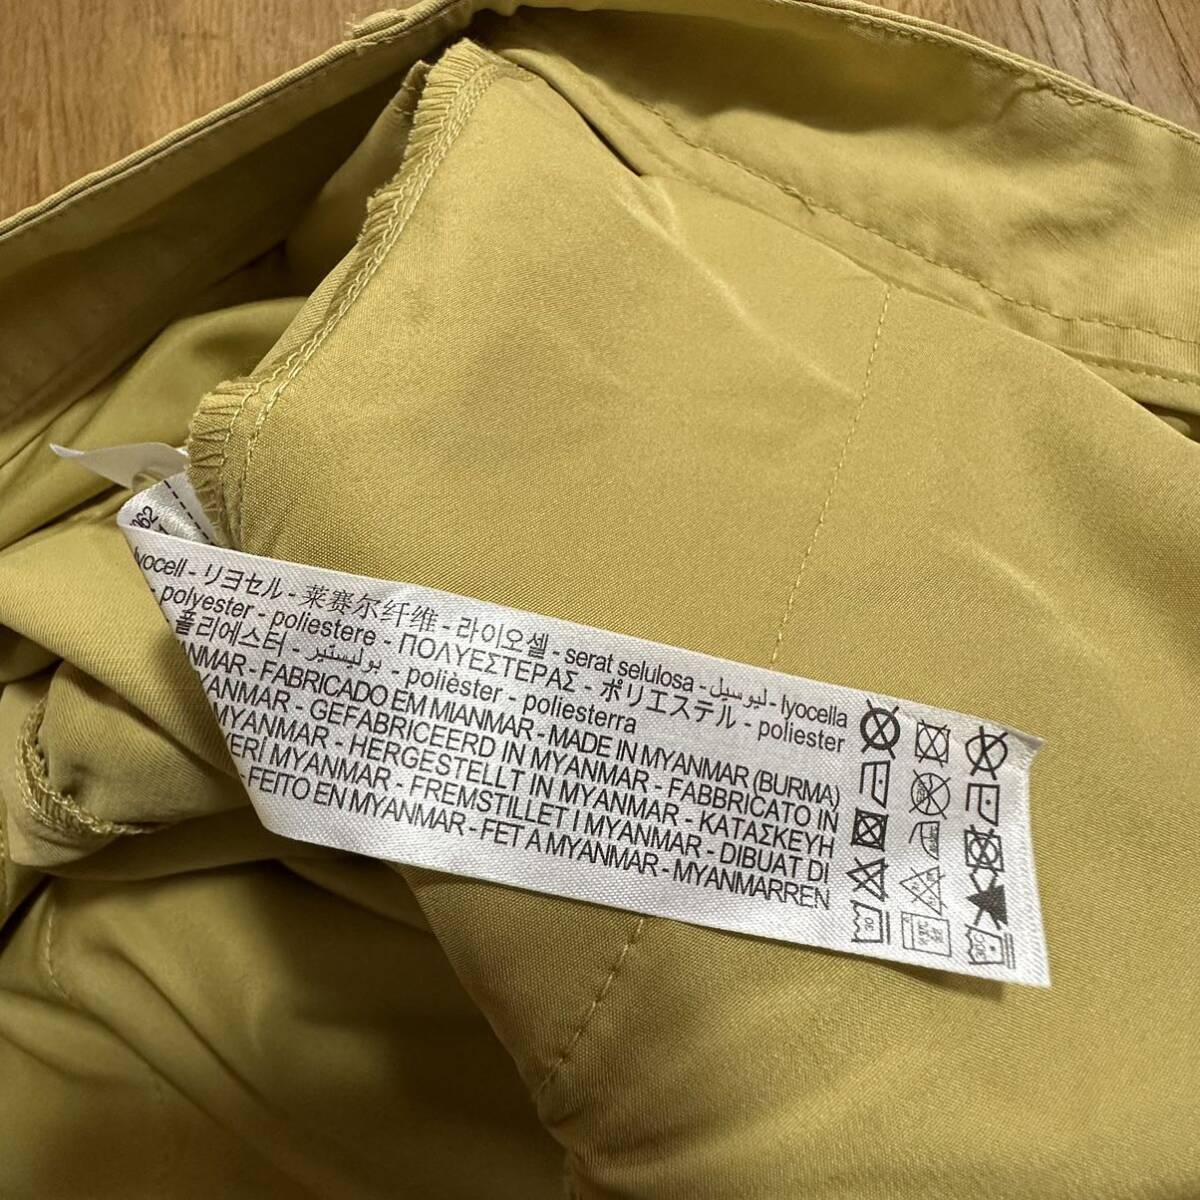 lyocell - リヨセル - 莱赛尔纤维 - 라이오셀 - serat selulosa - ليوسيل - lyocella
- polyester - poliestere - ΠΟΛΥΕΣΤΕΡΑΣ - ポリエステル - poliester
폴리에스터 - بوليستير - polièster - poliesterra
MYANMAR - FABRICADO EM MIANMAR - MADE IN MYANMAR (BURMA)
MYANMAR - GEFABRICEERD IN MYANMAR - FABBRICATO IN
MYANMAR - HERGESTELLT IN MYANMAR - ΚΑΤΑΣΚΕΥΗ
MYANMAR - FREMSTILLET I MYANMAR - DIBUAT DI
- FEITO EN MYANMAR - FET A MYANMAR - MYANMARREN
30
30